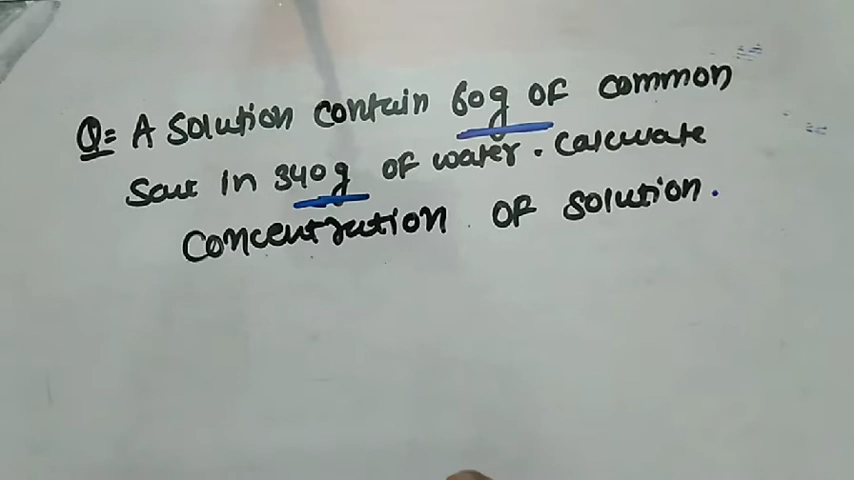 Q= A Solution contain 60g of common
Salt in 340g of water. Calculate
Concentration of solution.